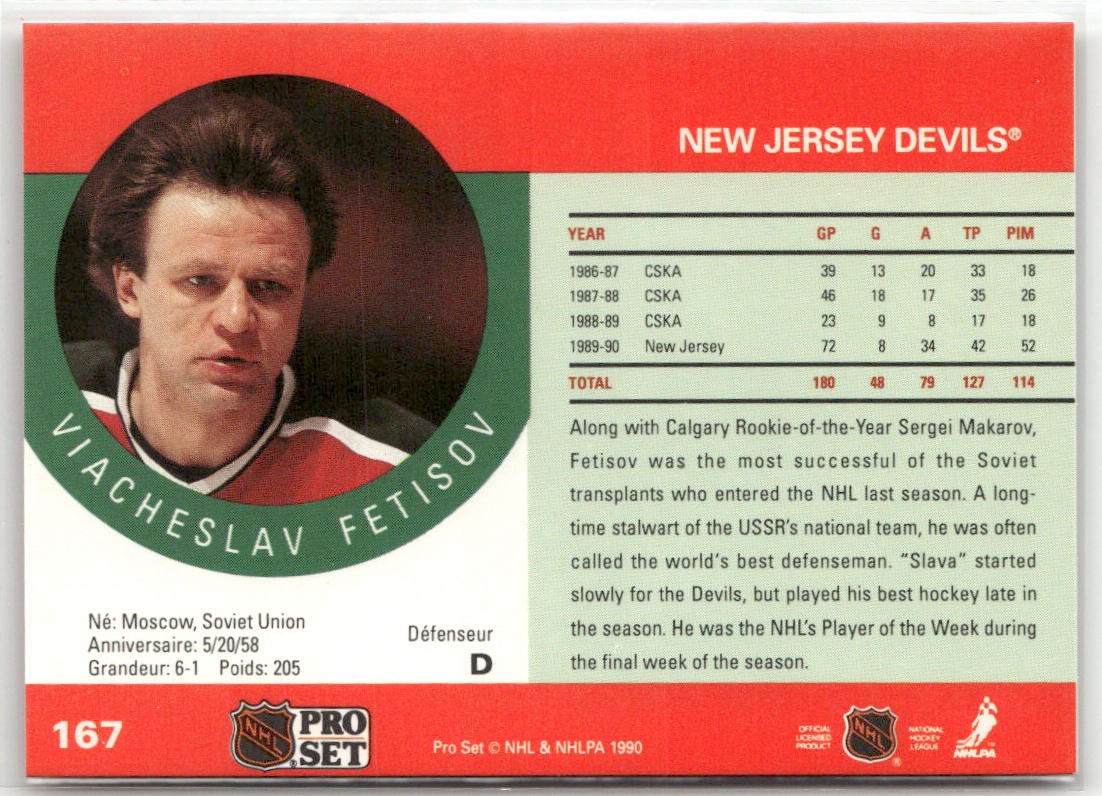 NEW JERSEY DEVILS®
YEAR GP G A TP PIM
1986-87 CSKA 39 13 20 33 18
1987-88 CSKA 46 18 17 35 26
1988-89 CSKA 23 9 8 17 18
1989-90 New Jersey 72 8 34 42 52
TOTAL 180 48 79 127 114
VIACHESLAV FETISOV
Né: Moscow, Soviet Union
Anniversaire: 5/20/58
Grandeur: 6-1 Poids: 205
Défenseur
D
Along with Calgary Rookie-of-the-Year Sergei Makarov,
Fetisov was the most successful of the Soviet
transplants who entered the NHL last season. A long-
time stalwart of the USSR's national team, he was often
called the world's best defenseman. "Slava" started
slowly for the Devils, but played his best hockey late in
the season. He was the NHL's Player of the Week during
the final week of the season.
167
NHL
PRO
SET
®
Pro Set © NHL & NHLPA 1990
OFFICIAL
LICENSED
PRODUCT
NHL
®
NATIONAL
HOCKEY
LEAGUE
NHLPA
™